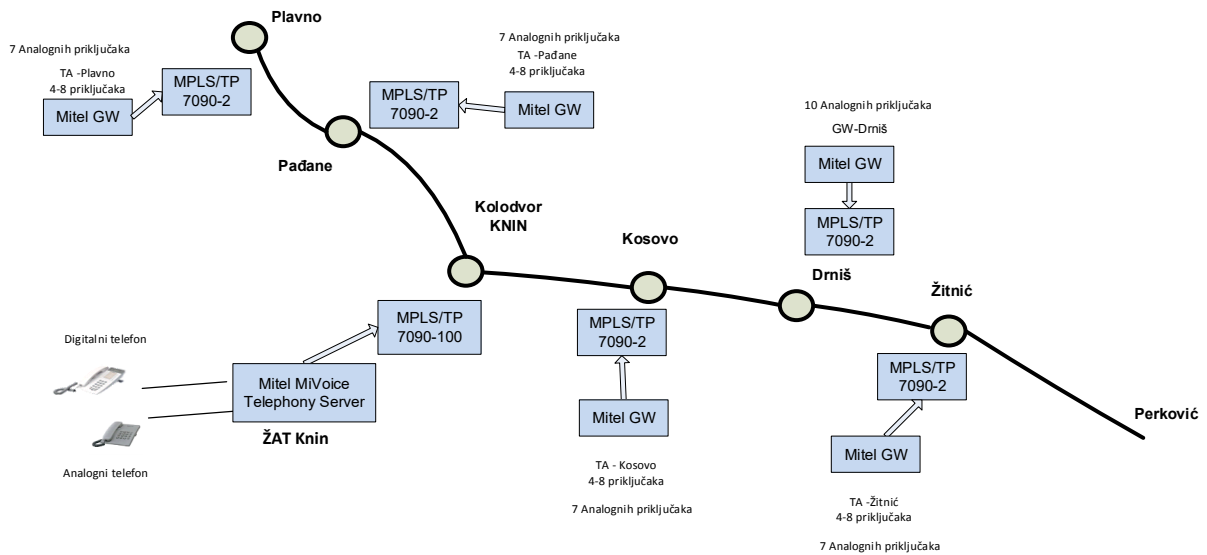 Plavno
7 Analognih priključaka
TA -Plavno
4-8 priključaka
Mitel GW
MPLS/TP
7090-2
7 Analognih priključaka
TA -Pađane
4-8 priključaka
MPLS/TP
7090-2
Mitel GW
Pađane
10 Analognih priključaka
GW-Drniš
Mitel GW
MPLS/TP
7090-2
Kolodvor
KNIN
Kosovo
Drniš
Žitnić
MPLS/TP
7090-100
Digitalni telefon
Mitel MiVoice
Telephony Server
ŽAT Knin
Analogni telefon
MPLS/TP
7090-2
Mitel GW
TA - Kosovo
4-8 priključaka
7 Analognih priključaka
MPLS/TP
7090-2
Mitel GW
TA -Žitnić
4-8 priključaka
7 Analognih priključaka
Perković